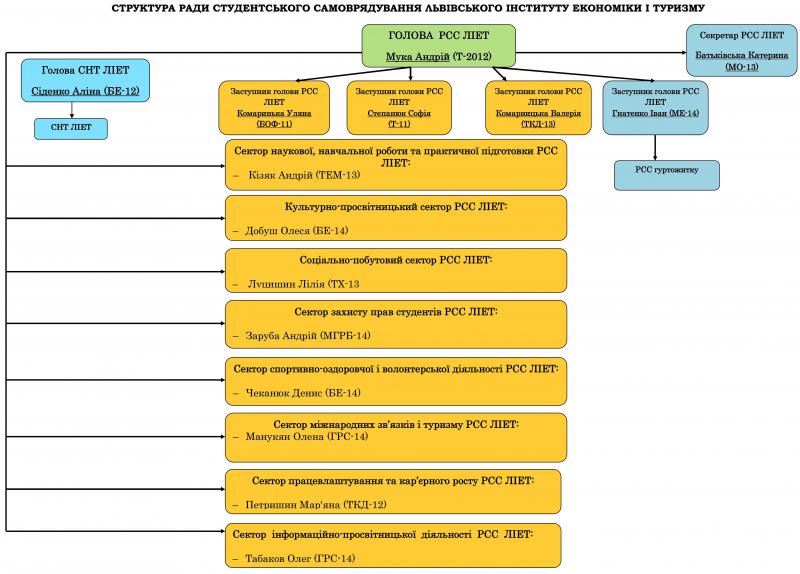 СТРУКТУРА РАДИ СТУДЕНТСЬКОГО САМОВРЯДУВАННЯ ЛЬВІВСЬКОГО ІНСТИТУТУ ЕКОНОМІКИ І ТУРИЗМУ
ГОЛОВА РСС ЛІЕТ
Мука Андрій (Т-2012)
Секретар РСС ЛІЕТ
Батьківська Катерина
(МО-13)
Голова СНТ ЛІЕТ
Сіденко Аліна (БЕ-12)
СНТ ЛІЕТ
Заступник голови РСС
ЛІЕТ
Комаринька Уляна
(БОФ-11)
Заступник голови РСС
ЛІЕТ
Степанюк Софія
(Т-11)
Заступник голови РСС
ЛІЕТ
Комарницька Валерія
(ТКД-13)
Заступник голови РСС
ЛІЕТ
Гнатенко Іван (МЕ-14)
РСС гуртожитку
Сектор наукової, навчальної роботи та практичної підготовки РСС
ЛІЕТ:
– Кізяк Андрій (ТЕМ-13)
Культурно-просвітницький сектор РСС ЛІЕТ:
– Добуш Олеся (БЕ-14)
Соціально-побутовий сектор РСС ЛІЕТ:
– Луцишин Лілія (ТХ-13
Сектор захисту прав студентів РСС ЛІЕТ:
– Заруба Андрій (МГРБ-14)
Сектор спортивно-оздоровчої і волонтерської діяльності РСС ЛІЕТ:
– Чеканюк Денис (БЕ-14)
Сектор міжнародних зв'язків і туризму РСС ЛІЕТ:
– Манукян Олена (ГРС-14)
Сектор працевлаштування та кар'єрного росту РСС ЛІЕТ:
– Петришин Мар'яна (ТКД-12)
Сектор інформаційно-просвітницької діяльності РСС ЛІЕТ:
– Табаков Олег (ГРС-14)